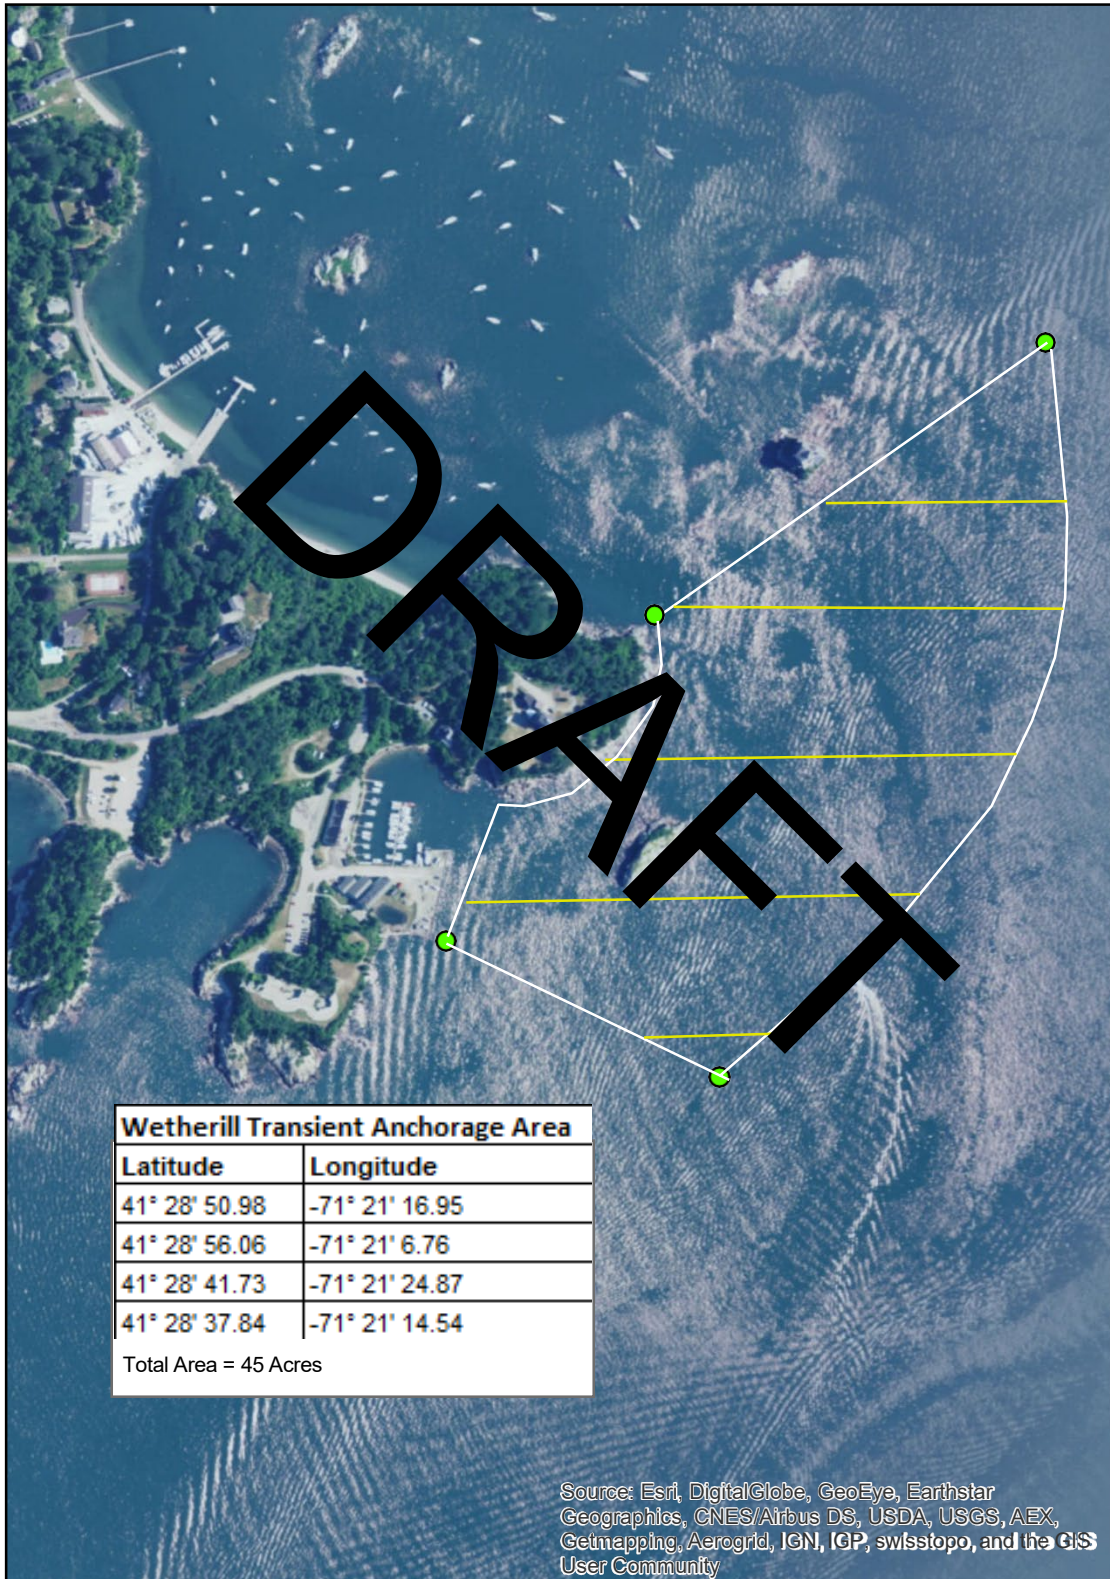 DRAFT
Wetherill Transient Anchorage Area
Latitude Longitude
41° 28' 50.98 -71° 21' 16.95
41° 28' 56.06 -71° 21' 6.76
41° 28' 41.73 -71° 21' 24.87
41° 28' 37.84 -71° 21' 14.54
Total Area = 45 Acres
Source: Esri, DigitalGlobe, GeoEye, Earthstar
Geographics, CNES/Airbus DS, USDA, USGS, AEX,
Getmapping, Aerogrid, IGN, IGP, swisstopo, and the GIS
User Community